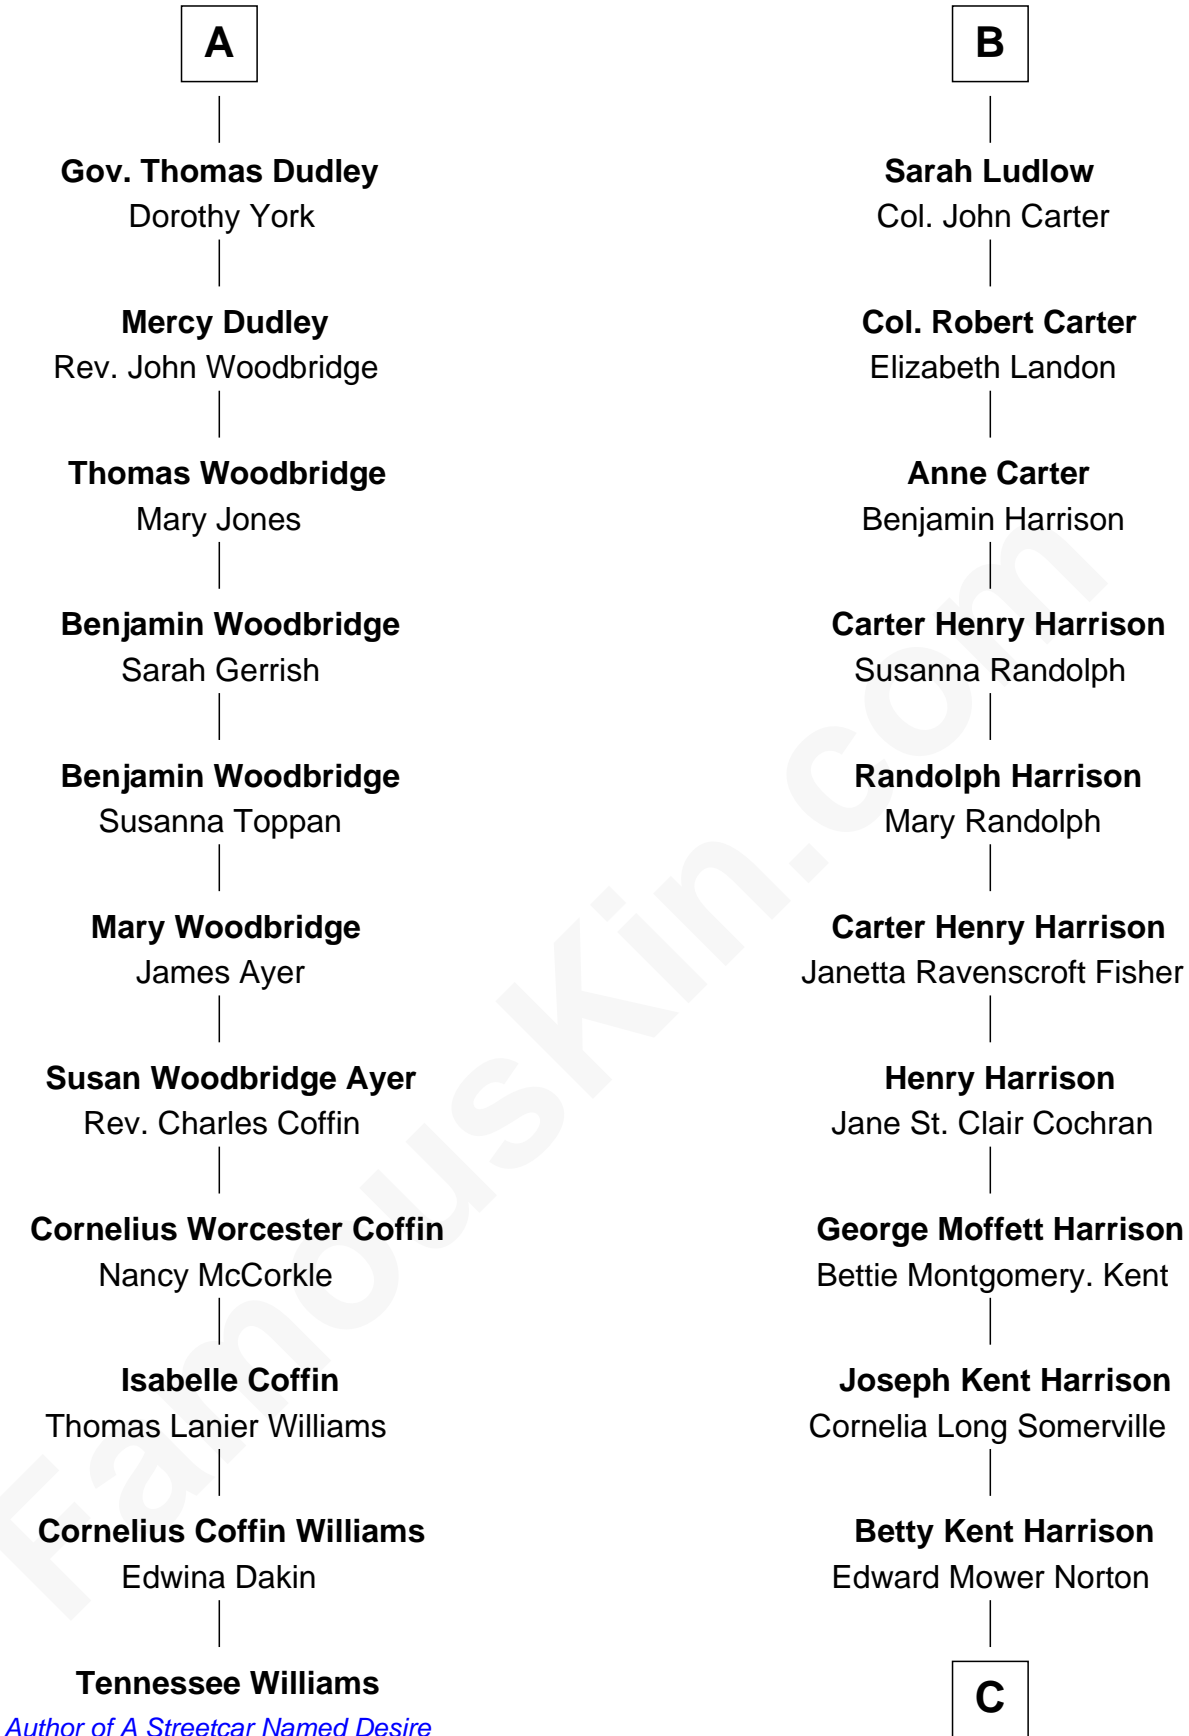 A
Gov. Thomas Dudley
Dorothy York
Mercy Dudley
Rev. John Woodbridge
Thomas Woodbridge
Mary Jones
Benjamin Woodbridge
Sarah Gerrish
Benjamin Woodbridge
Susanna Toppan
Mary Woodbridge
James Ayer
Susan Woodbridge Ayer
Rev. Charles Coffin
Cornelius Worcester Coffin
Nancy McCorkle
Isabelle Coffin
Thomas Lanier Williams
Cornelius Coffin Williams
Edwina Dakin
Tennessee Williams
Author of A Streetcar Named Desire
B
Sarah Ludlow
Col. John Carter
Col. Robert Carter
Elizabeth Landon
Anne Carter
Benjamin Harrison
Carter Henry Harrison
Susanna Randolph
Randolph Harrison
Mary Randolph
Carter Henry Harrison
Janetta Ravenscroft Fisher
Henry Harrison
Jane St. Clair Cochran
George Moffett Harrison
Bettie Montgomery. Kent
Joseph Kent Harrison
Cornelia Long Somerville
Betty Kent Harrison
Edward Mower Norton
C
FamousKin.com